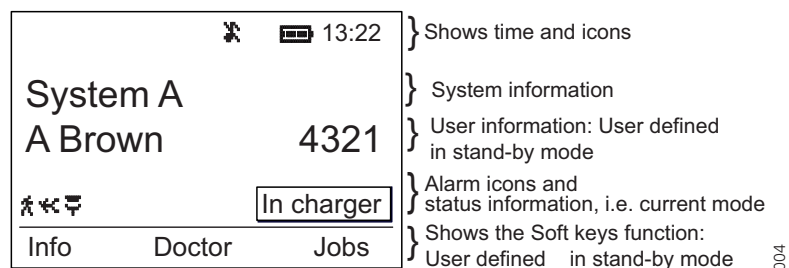 13:22 } Shows time and icons
System A } System information
A Brown 4321 } User information: User defined
in stand-by mode
In charger } Alarm icons and
status information, i.e. current mode
Info Doctor Jobs } Shows the Soft keys function:
User defined in stand-by mode
004